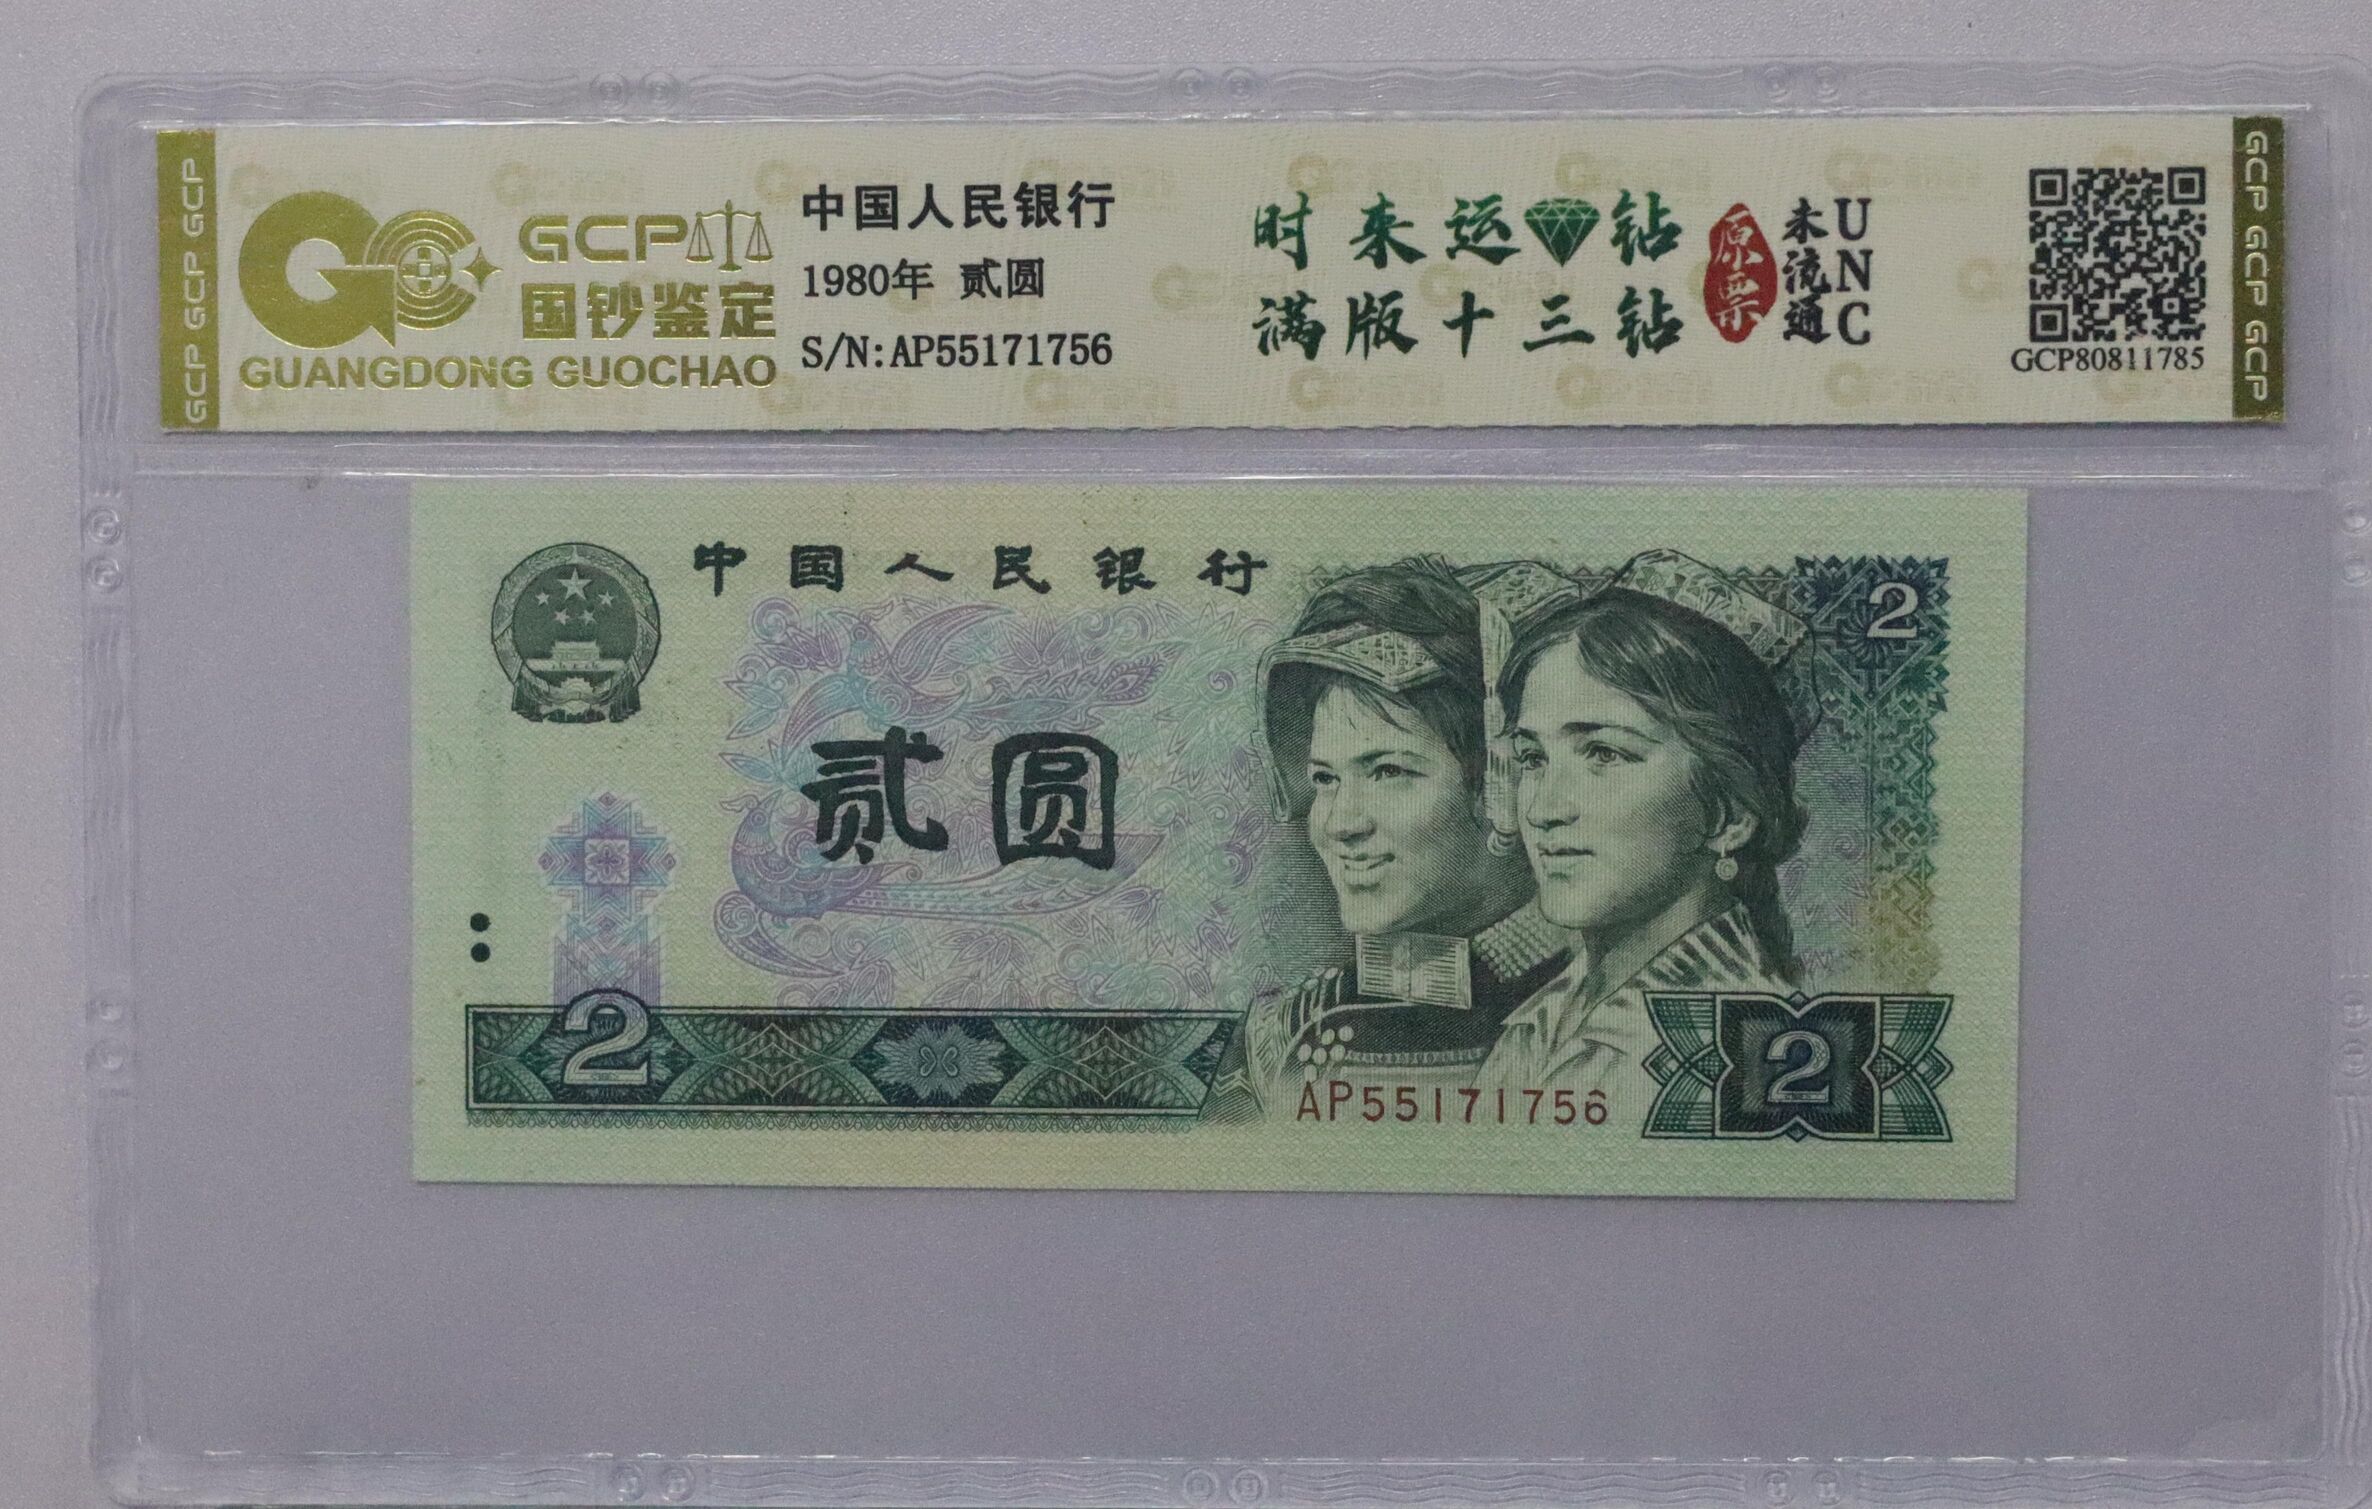 GCP GCP GCP
GCP
国钞鉴定
GUANGDONG GUOCHAO
中国人民银行
1980年 贰圆
S/N:AP55171756
时来运钻
满版十三钻
原票
未流通
UNC
GCP80811785
GCP GCP GCP
中国人民银行
2
贰圆
2
AP55171756
2